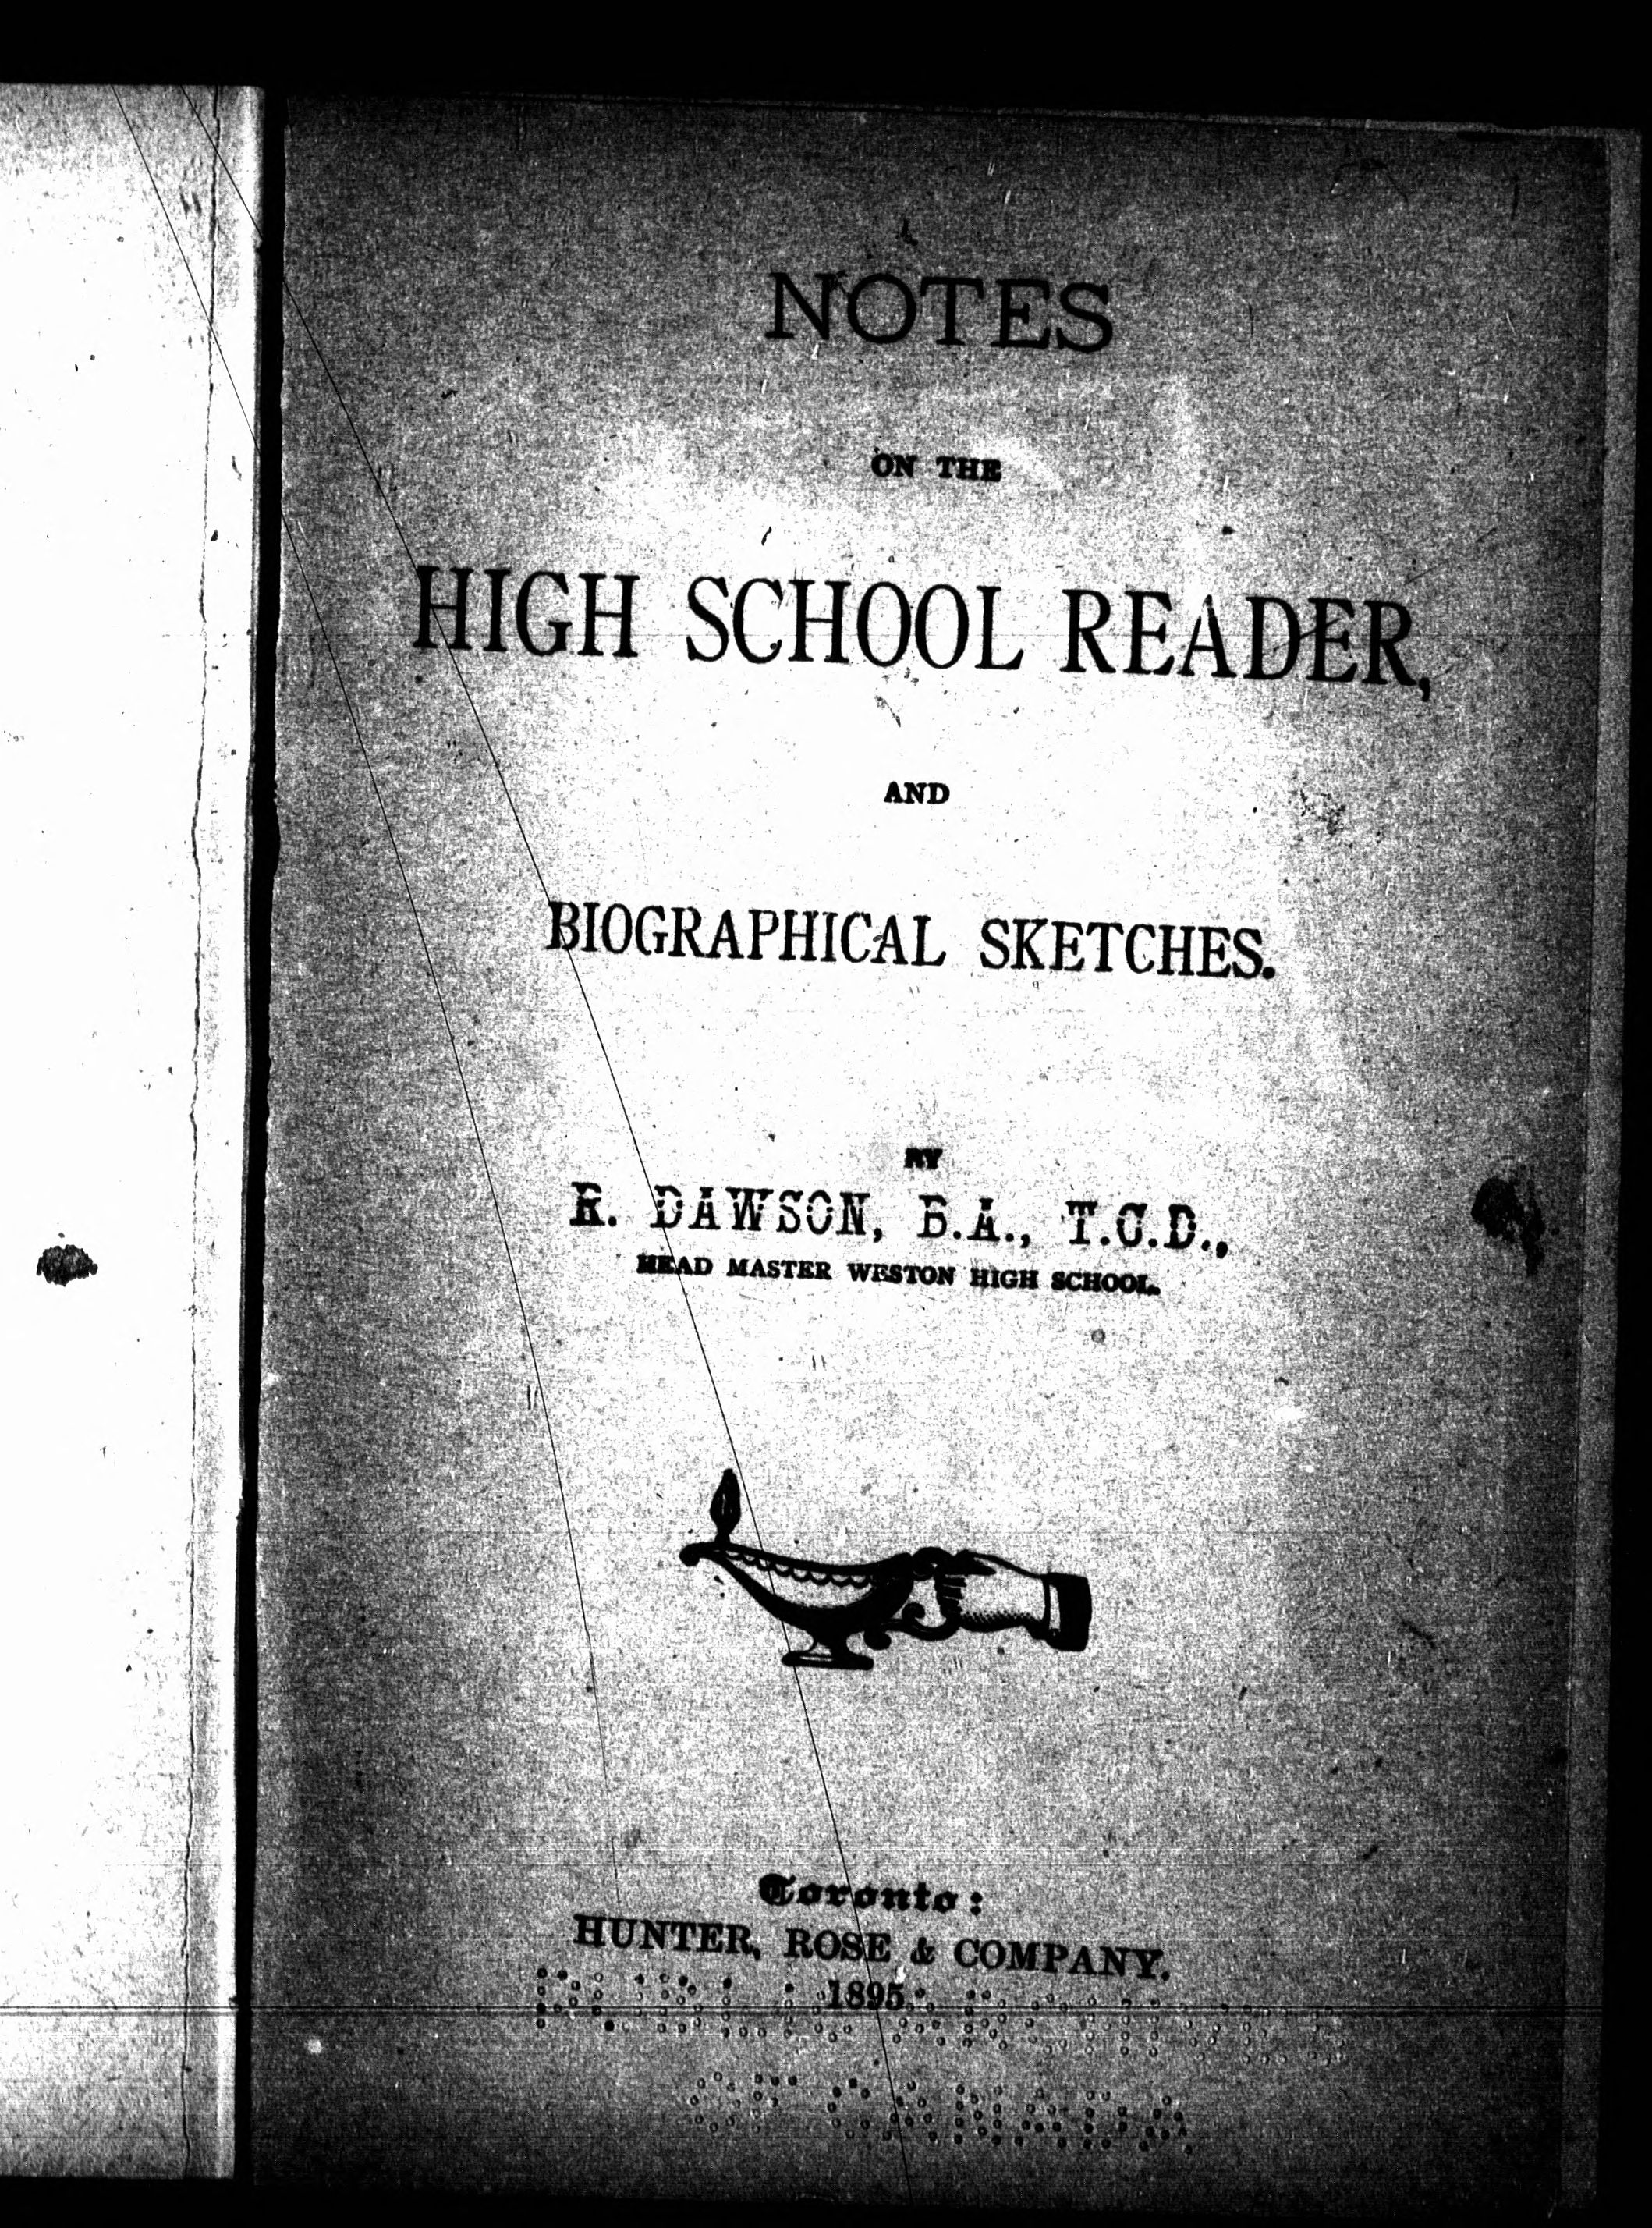 NOTES
ON THE
HIGH SCHOOL READER,
AND
BIOGRAPHICAL SKETCHES.
BY
R. DAWSON, B.A., T.C.D.,
HEAD MASTER WESTON HIGH SCHOOL.
Toronto:
HUNTER, ROSE & COMPANY.
1895.